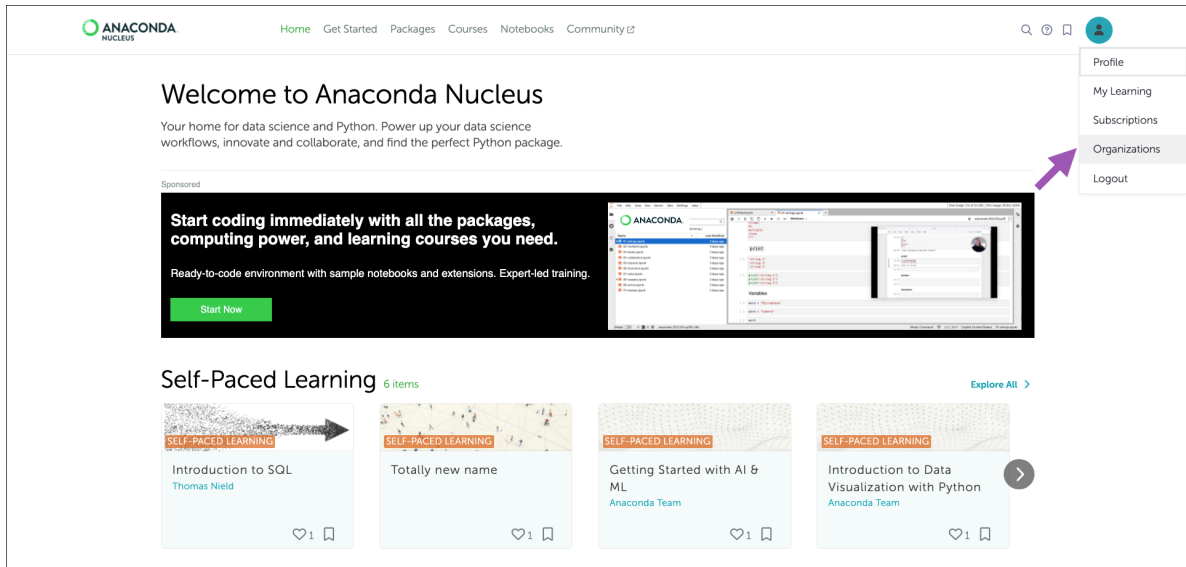 ANACONDA.
NUCLEUS
Home Get Started Packages Courses Notebooks Community
Profile
My Learning
Subscriptions
Organizations
Logout
Welcome to Anaconda Nucleus
Your home for data science and Python. Power up your data science
workflows, innovate and collaborate, and find the perfect Python package.
Sponsored
Start coding immediately with all the packages,
computing power, and learning courses you need.
Ready-to-code environment with sample notebooks and extensions. Expert-led training.
Start Now
ANACONDA.
print
Variables
Self-Paced Learning 6 items
Explore All
SELF-PACED LEARNING
Introduction to SQL
Thomas Nield
1
SELF-PACED LEARNING
Totally new name
1
SELF-PACED LEARNING
Getting Started with AI &
ML
Anaconda Team
1
SELF-PACED LEARNING
Introduction to Data
Visualization with Python
Anaconda Team
1